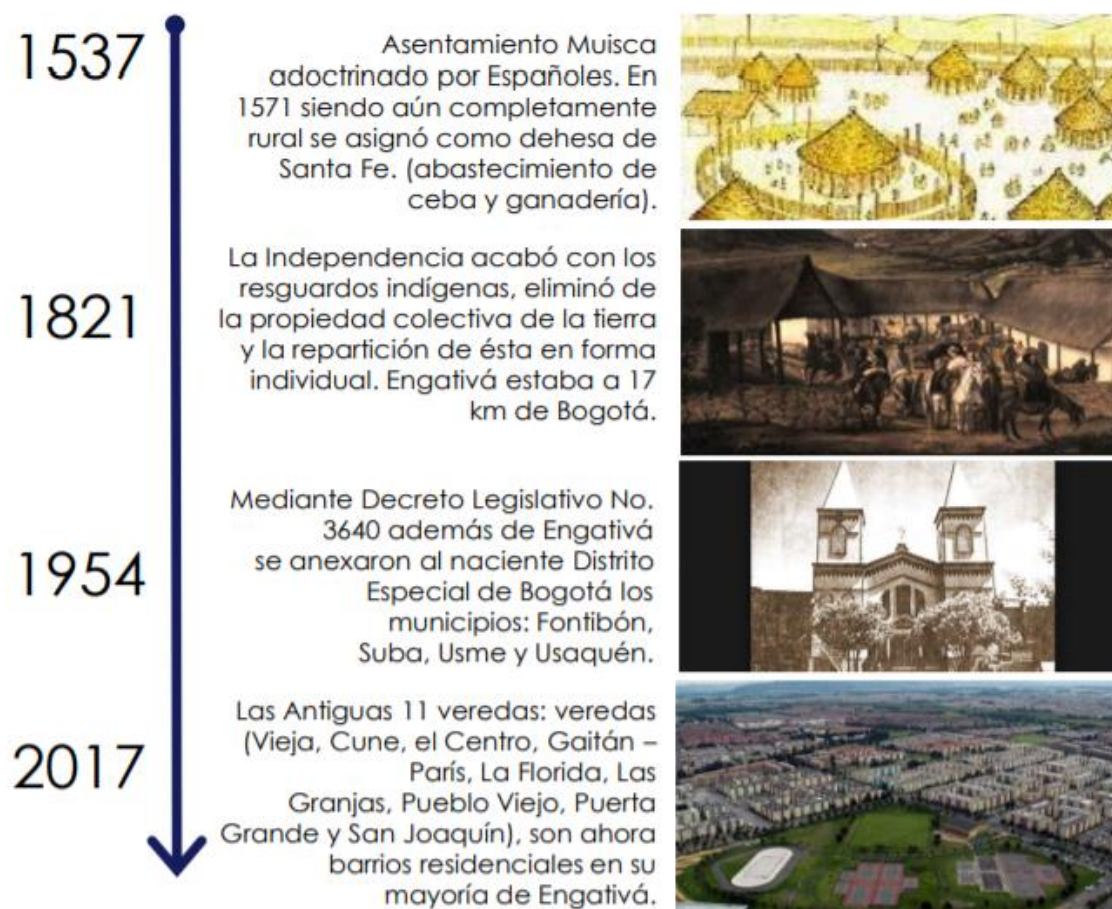 1537
Asentamiento Muisca
adoctrinado por Españoles. En
1571 siendo aún completamente
rural se asignó como dehesa de
Santa Fe. (abastecimiento de
ceba y ganadería).
1821
La Independencia acabó con los
resguardos indígenas, eliminó de
la propiedad colectiva de la tierra
y la repartición de ésta en forma
individual. Engativá estaba a 17
km de Bogotá.
1954
Mediante Decreto Legislativo No.
3640 además de Engativá
se anexaron al naciente Distrito
Especial de Bogotá los
municipios: Fontibón,
Suba, Usme y Usaquén.
2017
Las Antiguas 11 veredas: veredas
(Vieja, Cune, el Centro, Gaitán –
París, La Florida, Las
Granjas, Pueblo Viejo, Puerta
Grande y San Joaquín), son ahora
barrios residenciales en su
mayoría de Engativá.